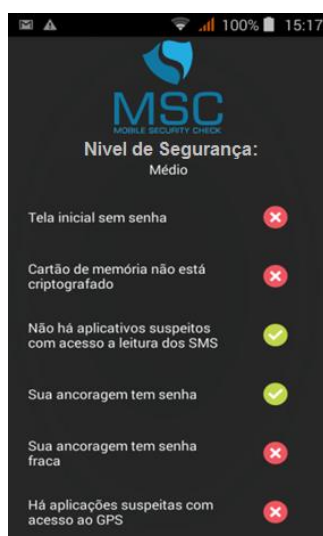 100% 15:17
MSC
MOBILE SECURITY CHECK
Nivel de Segurança:
Médio
Tela inicial sem senha
Cartão de memória não está
criptografado
Não há aplicativos suspeitos
com acesso a leitura dos SMS
Sua ancoragem tem senha
Sua ancoragem tem senha
fraca
Há aplicações suspeitas com
acesso ao GPS